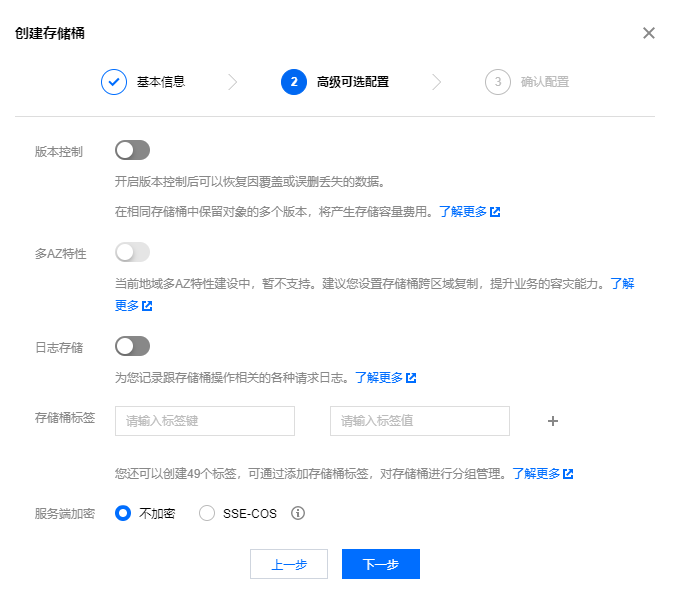 创建存储桶
基本信息
2 高级可选配置
3 确认配置
版本控制
开启版本控制后可以恢复因覆盖或误删丢失的数据。
在相同存储桶中保留对象的多个版本，将产生存储容量费用。了解更多
多AZ特性
当前地域多AZ特性建设中，暂不支持。建议您设置存储桶跨区域复制，提升业务的容灾能力。了解
更多
日志存储
为您记录跟存储桶操作相关的各种请求日志。了解更多
存储桶标签 请输入标签键 请输入标签值
您还可以创建49个标签，可通过添加存储桶标签，对存储桶进行分组管理。了解更多
服务端加密 不加密 SSE-COS
上一步 下一步